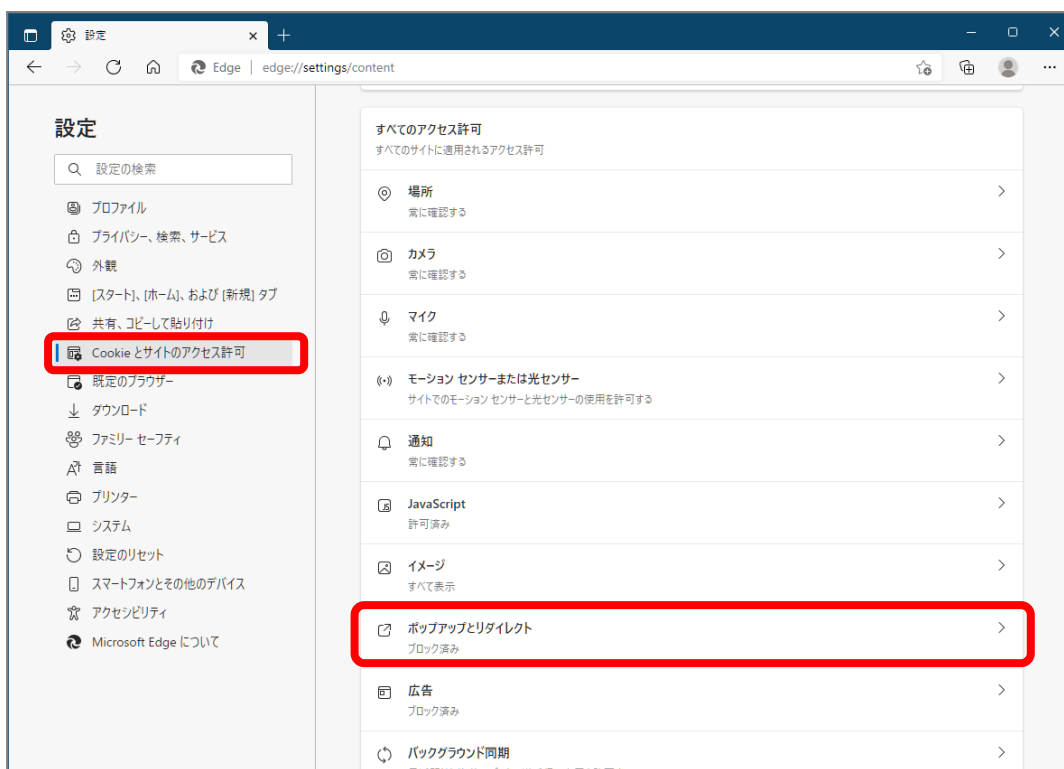 設定
Edge | edge://settings/content
設定
設定の検索
プロファイル
プライバシー、検索、サービス
外観
[スタート]、[ホーム]、および [新規] タブ
共有、コピーして貼り付け
Cookie とサイトのアクセス許可
既定のブラウザー
ダウンロード
ファミリー セーフティ
言語
プリンター
システム
設定のリセット
スマートフォンとその他のデバイス
アクセシビリティ
Microsoft Edge について
すべてのアクセス許可
すべてのサイトに適用されるアクセス許可
場所
常に確認する
カメラ
常に確認する
マイク
常に確認する
モーション センサーまたは光センサー
サイトでのモーション センサーと光センサーの使用を許可する
通知
常に確認する
JavaScript
許可済み
イメージ
すべて表示
ポップアップとリダイレクト
ブロック済み
広告
ブロック済み
バックグラウンド同期